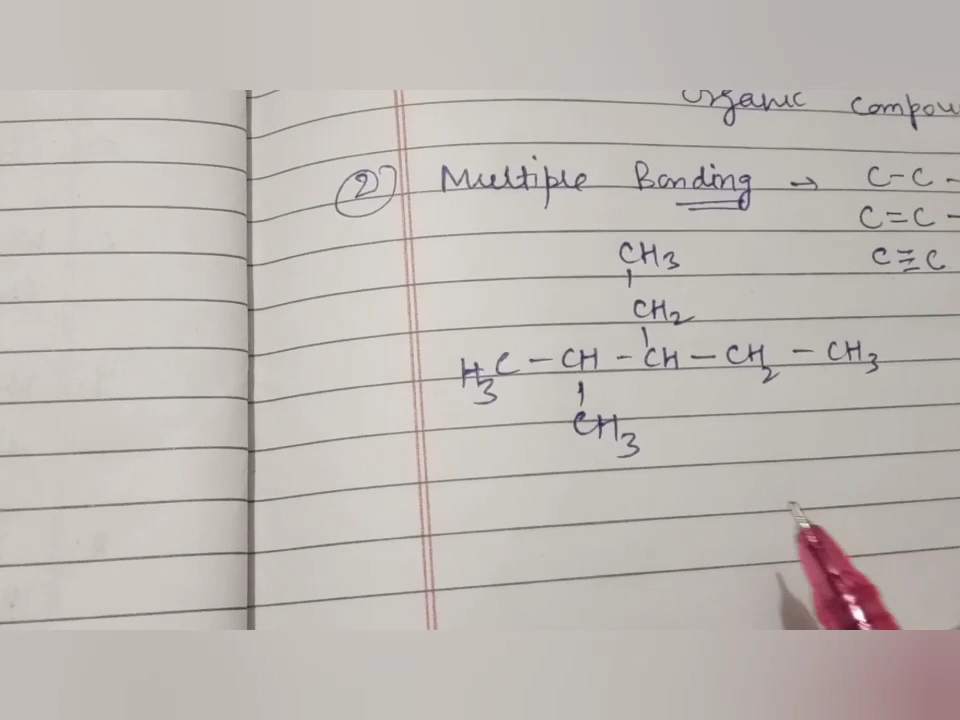 Organic compou
② Multiple Bonding → C-C -
C=C -
C≡C
CH3
CH2
H3C - CH - CH - CH2 - CH3
CH3